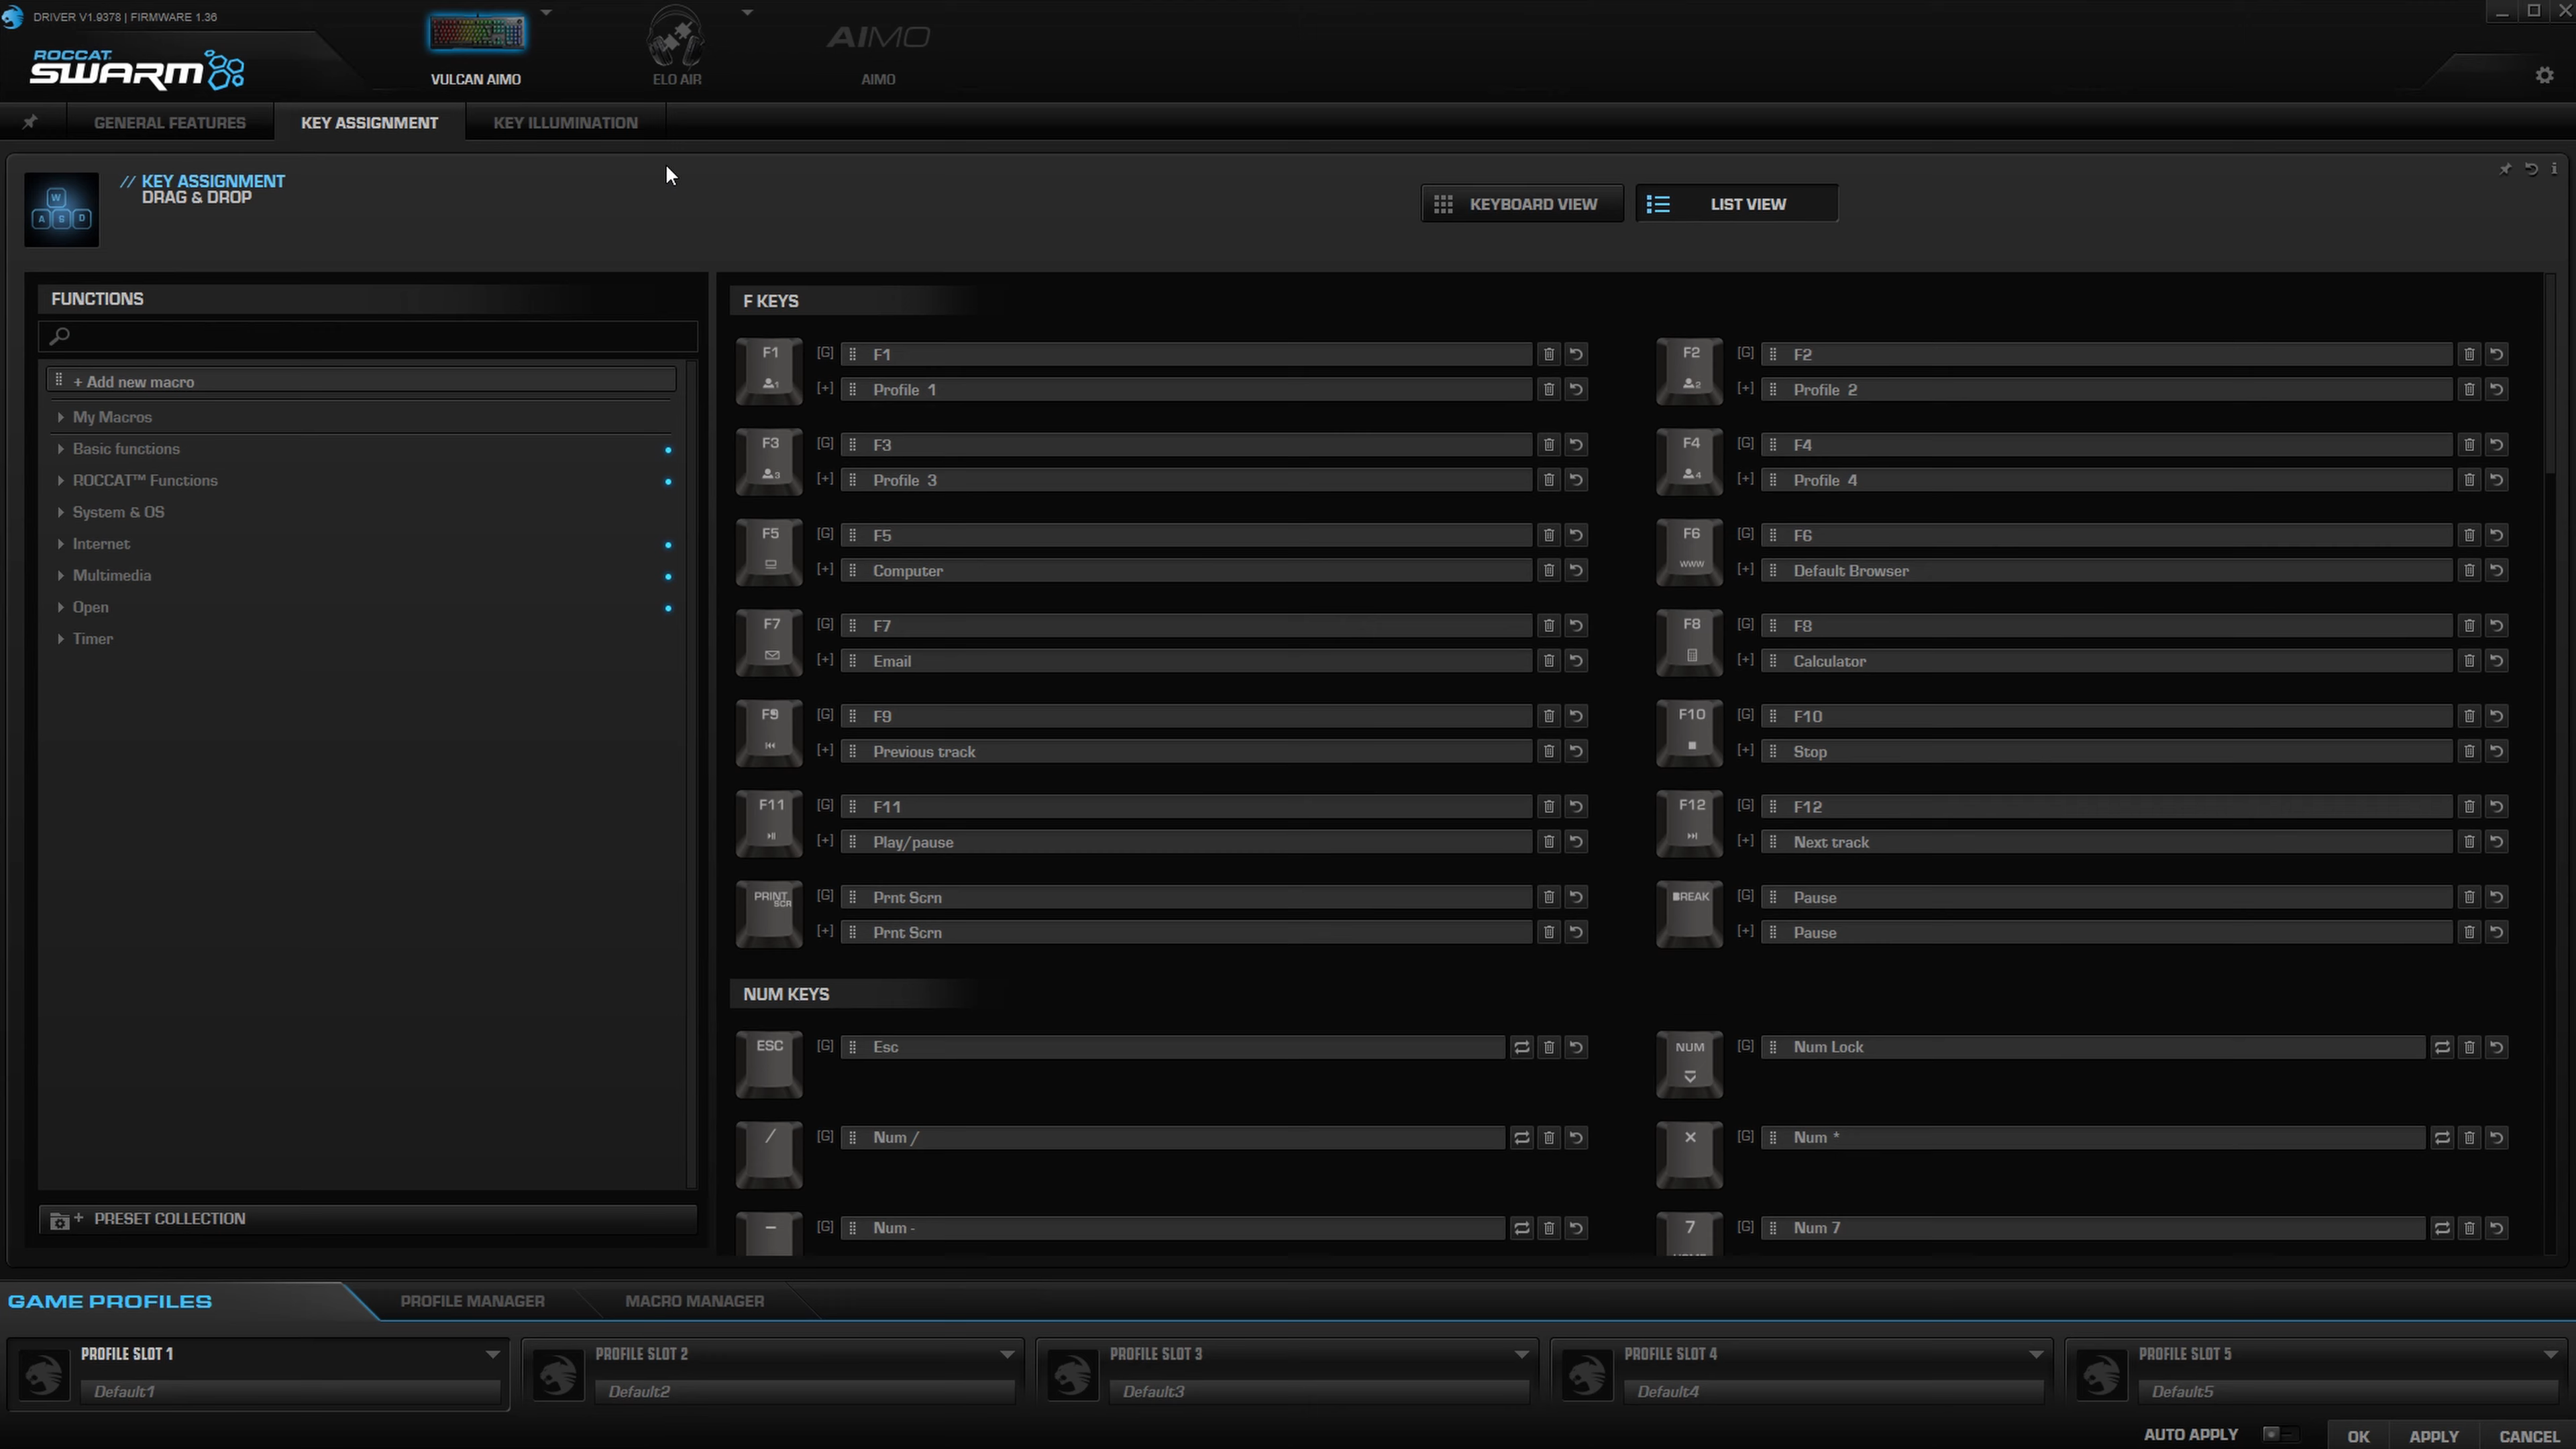 DRIVER V1.9378 | FIRMWARE 1.36
ROCCAT
SWARM
VULCAN AIMO
ELO AIR
AIMO
AIMO
GENERAL FEATURES
KEY ASSIGNMENT
KEY ILLUMINATION
// KEY ASSIGNMENT
DRAG & DROP
W
A S D
KEYBOARD VIEW
LIST VIEW
FUNCTIONS
+ Add new macro
My Macros
Basic functions
ROCCAT™ Functions
System & OS
Internet
Multimedia
Open
Timer
+ PRESET COLLECTION
F KEYS
F1 [G] F1
1 [+] Profile 1
F2 [G] F2
2 [+] Profile 2
F3 [G] F3
3 [+] Profile 3
F4 [G] F4
4 [+] Profile 4
F5 [G] F5
[+] Computer
F6 [G] F6
WWW [+] Default Browser
F7 [G] F7
[+] Email
F8 [G] F8
[+] Calculator
F9 [G] F9
[+] Previous track
F10 [G] F10
[+] Stop
F11 [G] F11
[+] Play/pause
F12 [G] F12
[+] Next track
PRINT SCR [G] Prnt Scrn
[+] Prnt Scrn
BREAK [G] Pause
[+] Pause
NUM KEYS
ESC [G] Esc
NUM [G] Num Lock
/ [G] Num /
× [G] Num *
- [G] Num -
7 [G] Num 7
GAME PROFILES
PROFILE MANAGER
MACRO MANAGER
PROFILE SLOT 1
Default1
PROFILE SLOT 2
Default2
PROFILE SLOT 3
Default3
PROFILE SLOT 4
Default4
PROFILE SLOT 5
Default5
AUTO APPLY
OK
APPLY
CANCEL